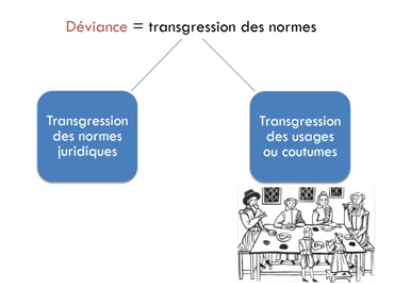 Déviance = transgression des normes
Transgression
des normes
juridiques
Transgression
des usages
ou coutumes